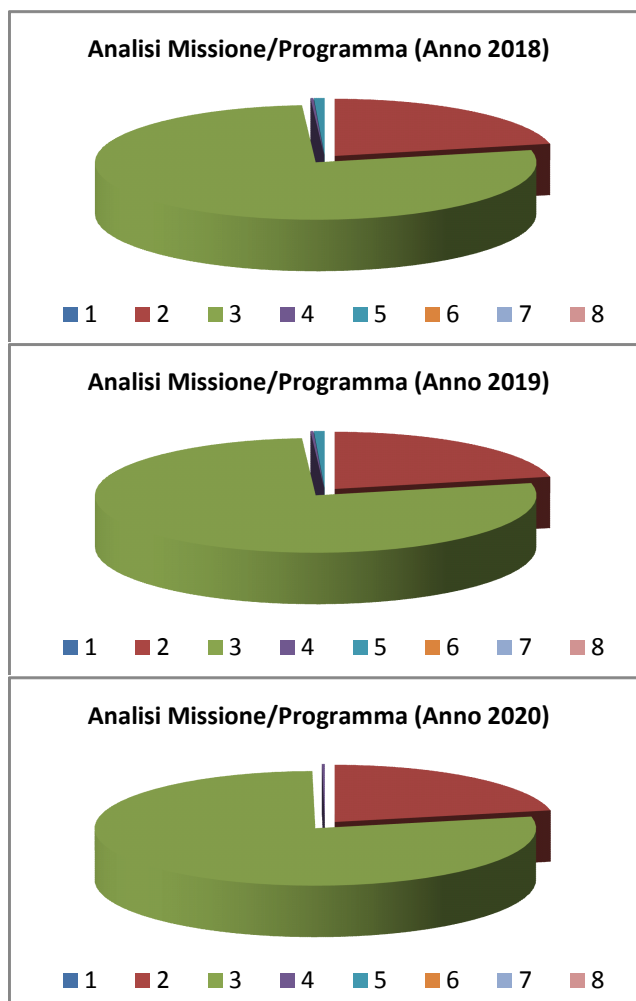 Analisi Missione/Programma (Anno 2018)
1 2 3 4 5 6 7 8
Analisi Missione/Programma (Anno 2019)
1 2 3 4 5 6 7 8
Analisi Missione/Programma (Anno 2020)
1 2 3 4 5 6 7 8